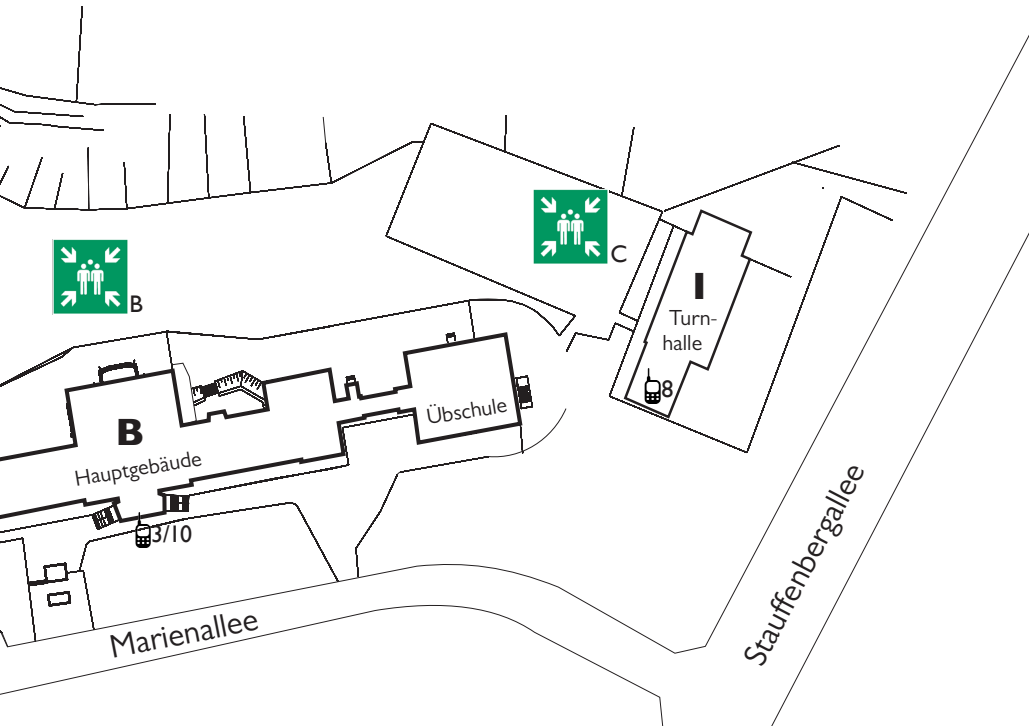 C
B
I
Turn-
halle
8
Übschule
B
Hauptgebäude
3/10
Marienallee
Stauffenbergallee